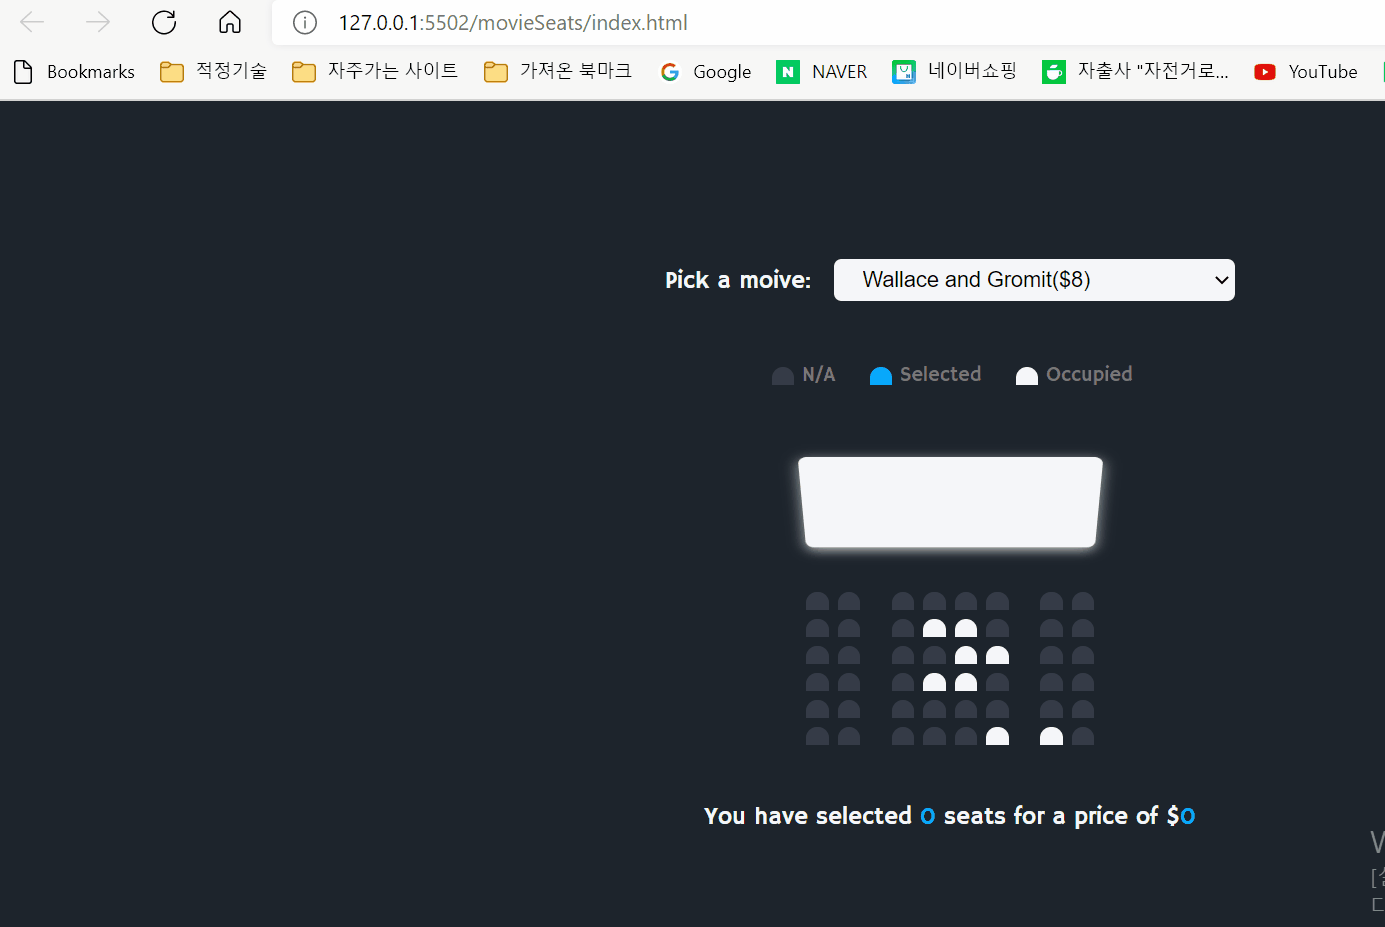 127.0.0.1:5502/movieSeats/index.html
Bookmarks 적정기술 자주가는 사이트 가져온 북마크 Google NAVER 네이버쇼핑 자출사 "자전거로... YouTube
Pick a moive: Wallace and Gromit($8)
N/A Selected Occupied
You have selected 0 seats for a price of $0